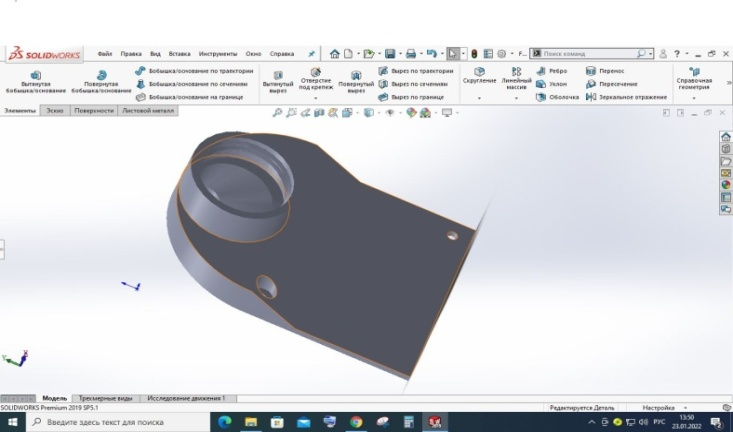 SOLIDWORKS Файл Правка Вид Вставка Инструменты Окно Справка F... Поиск команд
Вытянутая бобышка/основание
Повернутая бобышка/основание
Бобышка/основание по траектории
Бобышка/основание по сечениям
Бобышка/основание на границе
Вытянутый вырез
Отверстие под крепеж
Повернутый вырез
Вырез по траектории
Вырез по сечениям
Вырез по границе
Скругление
Линейный массив
Ребро
Уклон
Оболочка
Перенос
Пересечение
Зеркальное отражение
Справочная геометрия
Элементы Эскиз Поверхности Листовой металл
Модель Трехмерные виды Исследование движения 1
SOLIDWORKS Premium 2019 SP5.1 Редактируется Деталь Настройка
Введите здесь текст для поиска РУС 13:50
23.01.2022